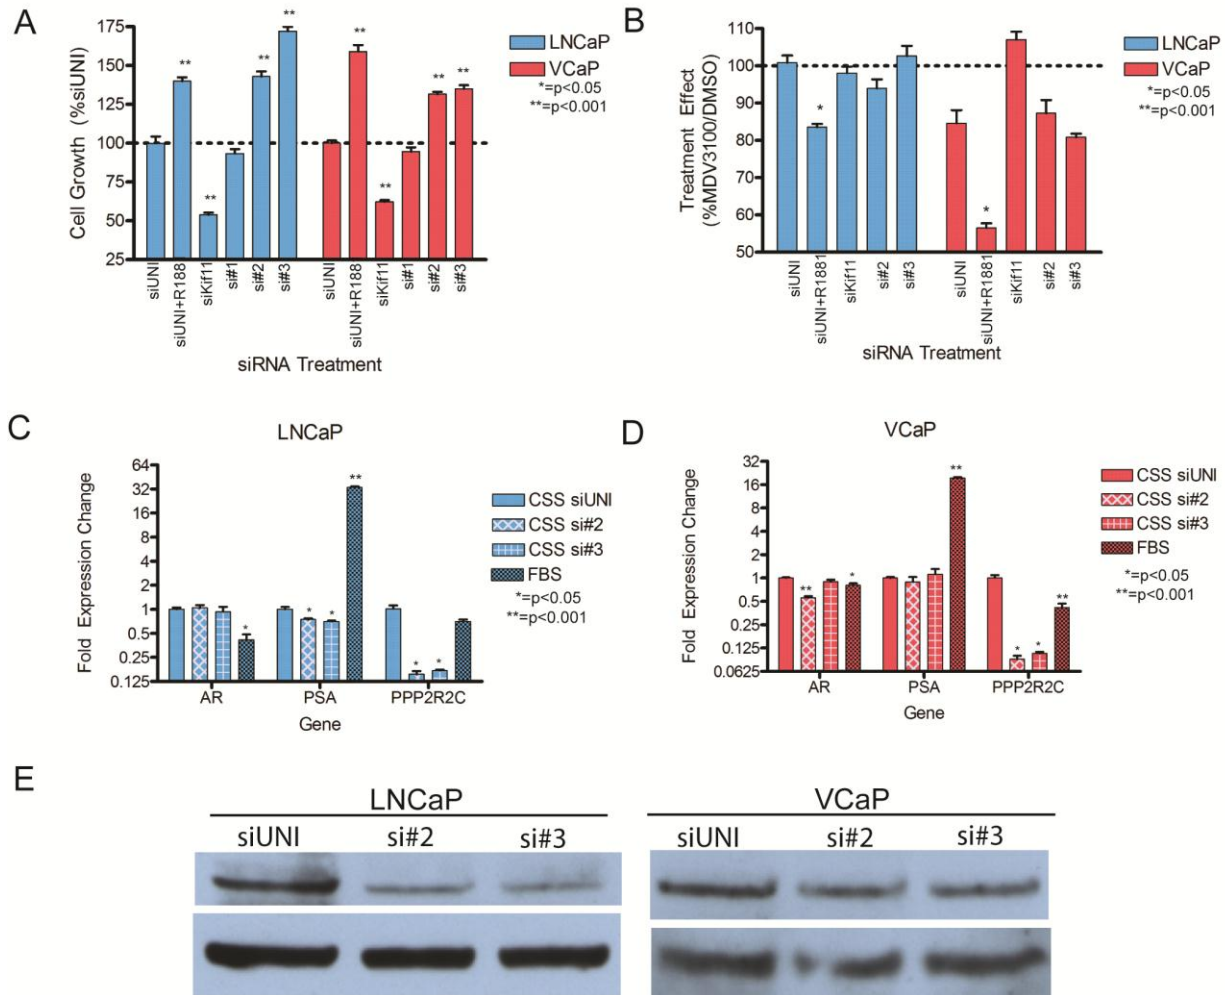 A
Cell Growth (%siUNI)
175
150
125
100
75
50
25
**
**
**
**
**
**
**
**
LNCaP
VCaP
*=p<0.05
**=p<0.001
siUNI
siUNI+R188
siKif11
si#1
si#2
si#3
siUNI
siUNI+R188
siKif11
si#1
si#2
si#3
siRNA Treatment
B
Treatment Effect
(%MDV3100/DMSO)
110
100
90
80
70
60
50
*
*
LNCaP
VCaP
*=p<0.05
**=p<0.001
siUNI
siUNI+R1881
siKif11
si#2
si#3
siUNI
siUNI+R1881
siKif11
si#2
si#3
siRNA Treatment
C
LNCaP
Fold Expression Change
64
32
16
8
4
2
1
0.5
0.25
0.125
*
*
*
**
*
*
CSS siUNI
CSS si#2
CSS si#3
FBS
*=p<0.05
**=p<0.001
AR
PSA
PPP2R2C
Gene
D
VCaP
Fold Expression Change
32
16
8
4
2
1
0.5
0.25
0.125
0.0625
**
*
**
*
*
**
CSS siUNI
CSS si#2
CSS si#3
FBS
*=p<0.05
**=p<0.001
AR
PSA
PPP2R2C
Gene
E
LNCaP
siUNI si#2 si#3
VCaP
siUNI si#2 si#3